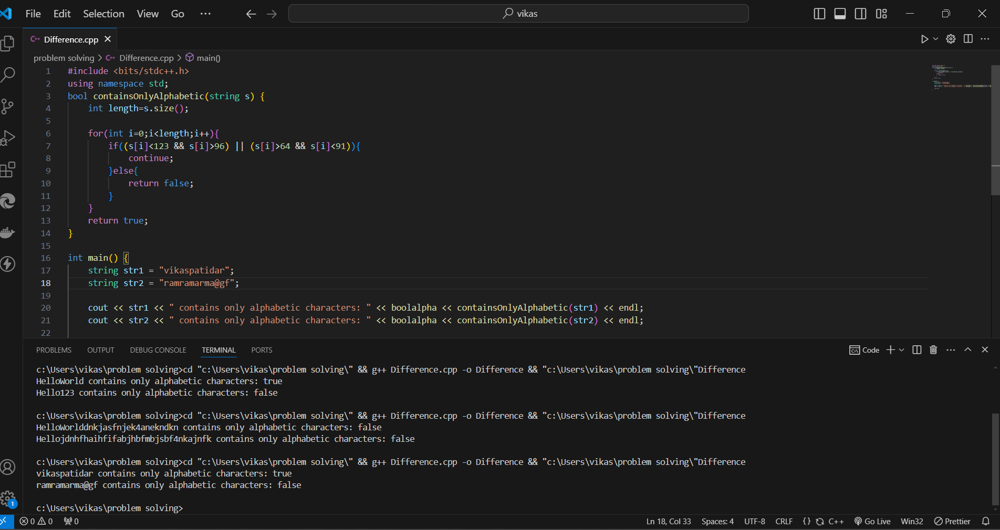 File Edit Selection View Go ··· vikas
Difference.cpp
problem solving > Difference.cpp > main()
1 #include <bits/stdc++.h>
2 using namespace std;
3 bool containsOnlyAlphabetic(string s) {
4     int length=s.size();
5
6     for(int i=0;i<length;i++){
7         if((s[i]<123 && s[i]>96) || (s[i]>64 && s[i]<91)){
8             continue;
9         }else{
10             return false;
11         }
12     }
13     return true;
14 }
15
16 int main() {
17     string str1 = "vikaspatidar";
18     string str2 = "ramramarma@gf";
19
20     cout << str1 << " contains only alphabetic characters: " << boolalpha << containsOnlyAlphabetic(str1) << endl;
21     cout << str2 << " contains only alphabetic characters: " << boolalpha << containsOnlyAlphabetic(str2) << endl;
22
PROBLEMS OUTPUT DEBUG CONSOLE TERMINAL PORTS Code
c:\Users\vikas\problem solving>cd "c:\Users\vikas\problem solving\" && g++ Difference.cpp -o Difference && "c:\Users\vikas\problem solving\"Difference
HelloWorld contains only alphabetic characters: true
Hello123 contains only alphabetic characters: false
c:\Users\vikas\problem solving>cd "c:\Users\vikas\problem solving\" && g++ Difference.cpp -o Difference && "c:\Users\vikas\problem solving\"Difference
HelloWorlddnkjasfnjek4anekndkn contains only alphabetic characters: false
Hellojdnhfhaihfifabjhbfmbjsbf4nkajnfk contains only alphabetic characters: false
c:\Users\vikas\problem solving>cd "c:\Users\vikas\problem solving\" && g++ Difference.cpp -o Difference && "c:\Users\vikas\problem solving\"Difference
vikaspatidar contains only alphabetic characters: true
ramramarma@gf contains only alphabetic characters: false
c:\Users\vikas\problem solving>
1
0 0 0 Ln 18, Col 33 Spaces: 4 UTF-8 CRLF {} C++ Go Live Win32 Prettier